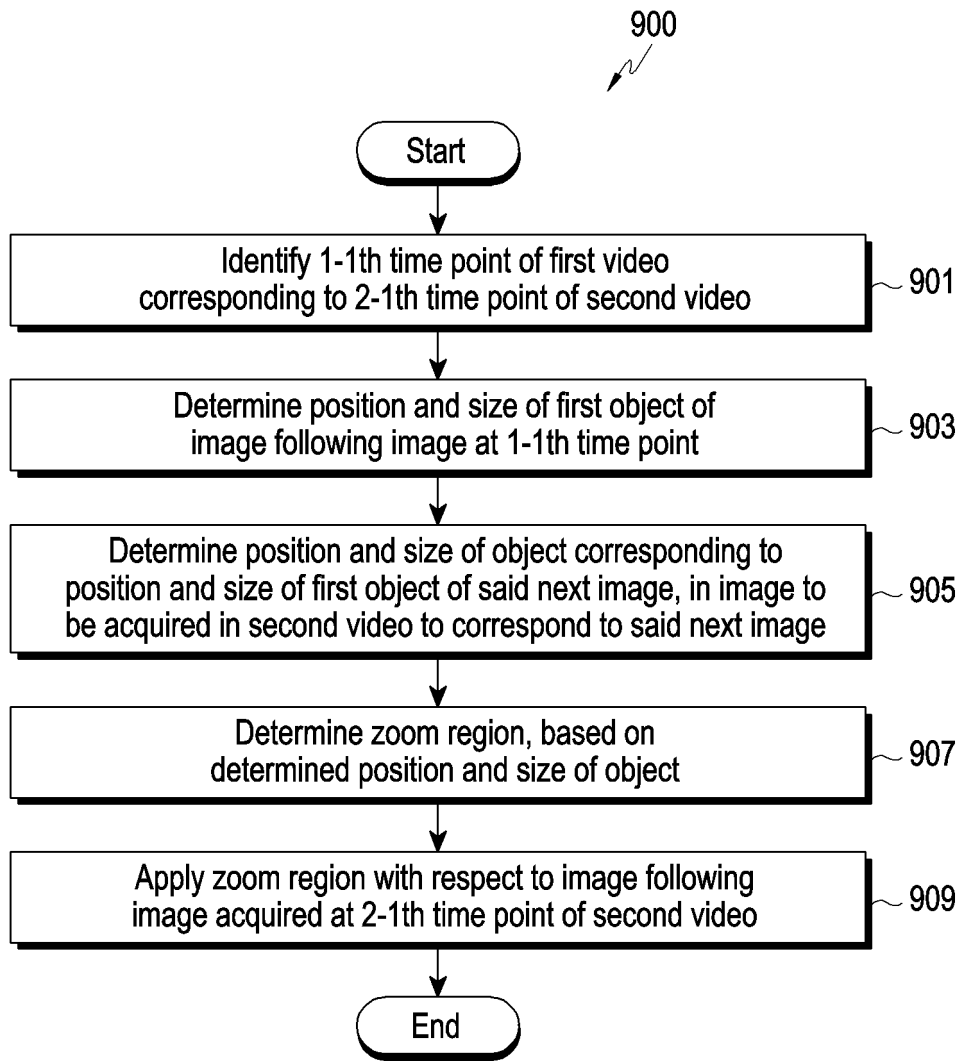 900
Start
Identify 1-1th time point of first video
corresponding to 2-1th time point of second video
901
Determine position and size of first object of
image following image at 1-1th time point
903
Determine position and size of object corresponding to
position and size of first object of said next image, in image to
be acquired in second video to correspond to said next image
905
Determine zoom region, based on
determined position and size of object
907
Apply zoom region with respect to image following
image acquired at 2-1th time point of second video
909
End